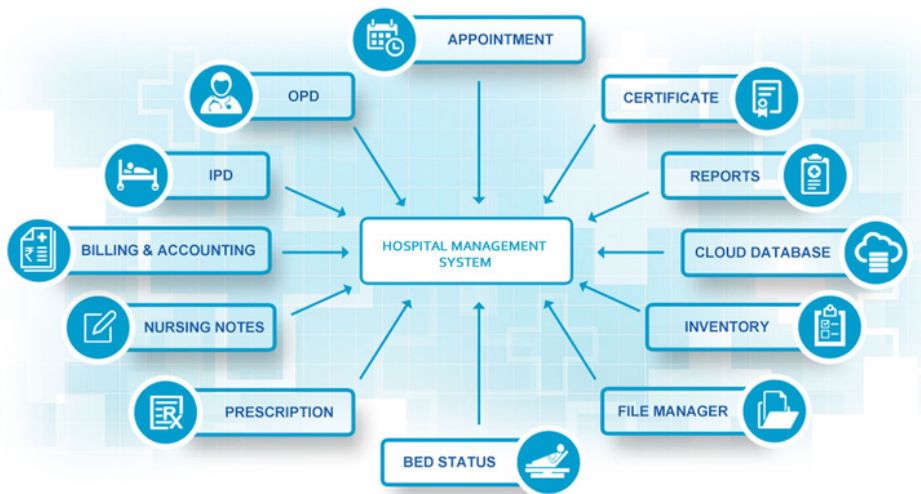 APPOINTMENT
OPD
CERTIFICATE
IPD
REPORTS
HOSPITAL MANAGEMENT
SYSTEM
BILLING & ACCOUNTING
CLOUD DATABASE
NURSING NOTES
INVENTORY
PRESCRIPTION
FILE MANAGER
BED STATUS